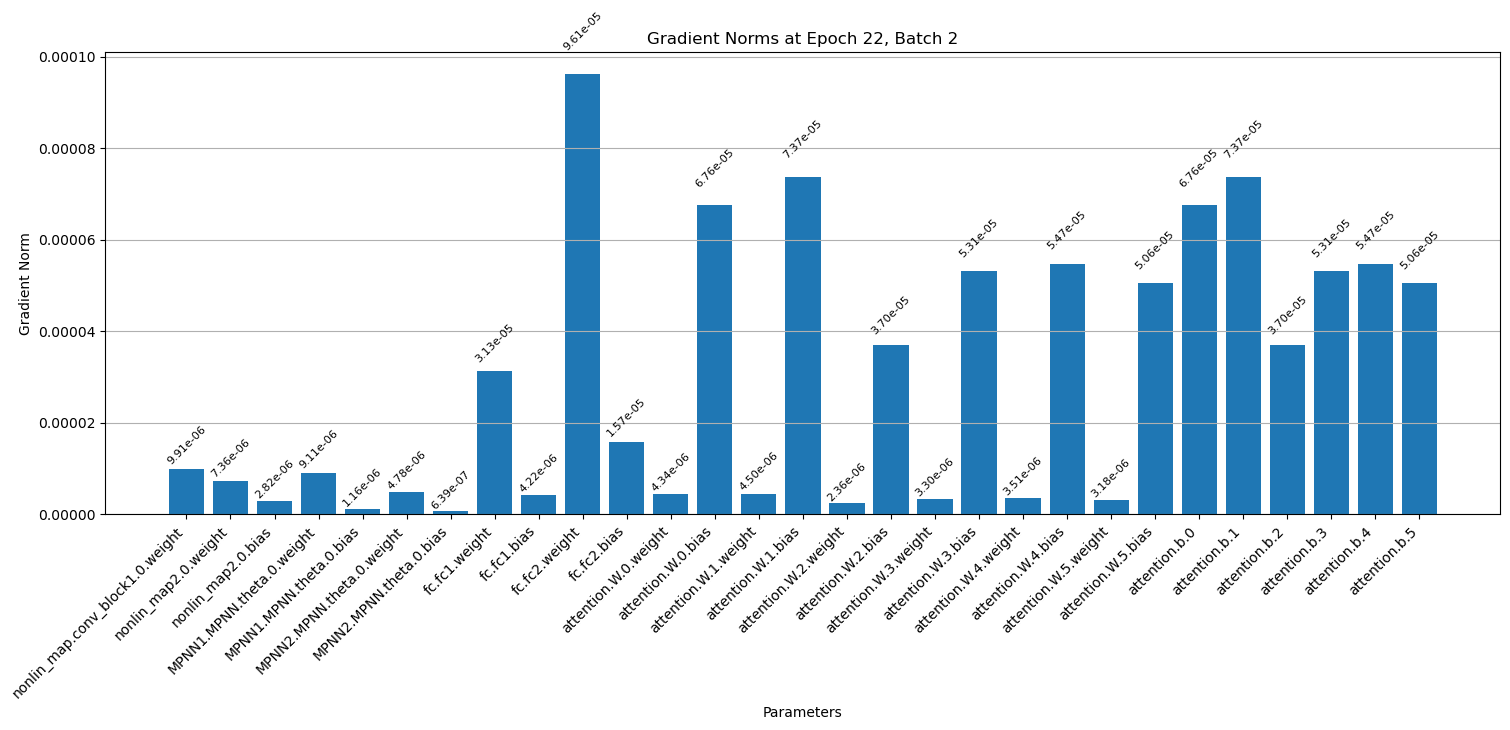 Gradient Norms at Epoch 22, Batch 2
Gradient Norm
0.00010
0.00008
0.00006
0.00004
0.00002
0.00000
9.91e-06
7.36e-06
2.82e-06
9.11e-06
1.16e-06
4.78e-06
6.39e-07
3.13e-05
4.22e-06
9.61e-05
1.57e-05
4.34e-06
6.76e-05
4.50e-06
7.37e-05
2.36e-06
3.70e-05
3.30e-06
5.31e-05
3.51e-06
5.47e-05
3.18e-06
5.06e-05
6.76e-05
7.37e-05
3.70e-05
5.31e-05
5.47e-05
5.06e-05
nonlin_map.conv_block1.0.weight
nonlin_map2.0.weight
nonlin_map2.0.bias
MPNN1.MPNN.theta.0.weight
MPNN1.MPNN.theta.0.bias
MPNN2.MPNN.theta.0.weight
MPNN2.MPNN.theta.0.bias
fc.fc1.weight
fc.fc1.bias
fc.fc2.weight
fc.fc2.bias
attention.W.0.weight
attention.W.0.bias
attention.W.1.weight
attention.W.1.bias
attention.W.2.weight
attention.W.2.bias
attention.W.3.weight
attention.W.3.bias
attention.W.4.weight
attention.W.4.bias
attention.W.5.weight
attention.W.5.bias
attention.b.0
attention.b.1
attention.b.2
attention.b.3
attention.b.4
attention.b.5
Parameters